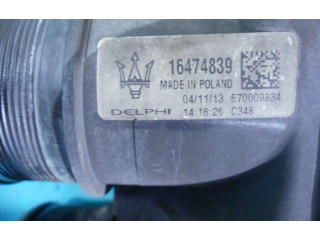 16474839
MADE IN POLAND
04/11/13 670009834
DELPHI 14:18:26 C348